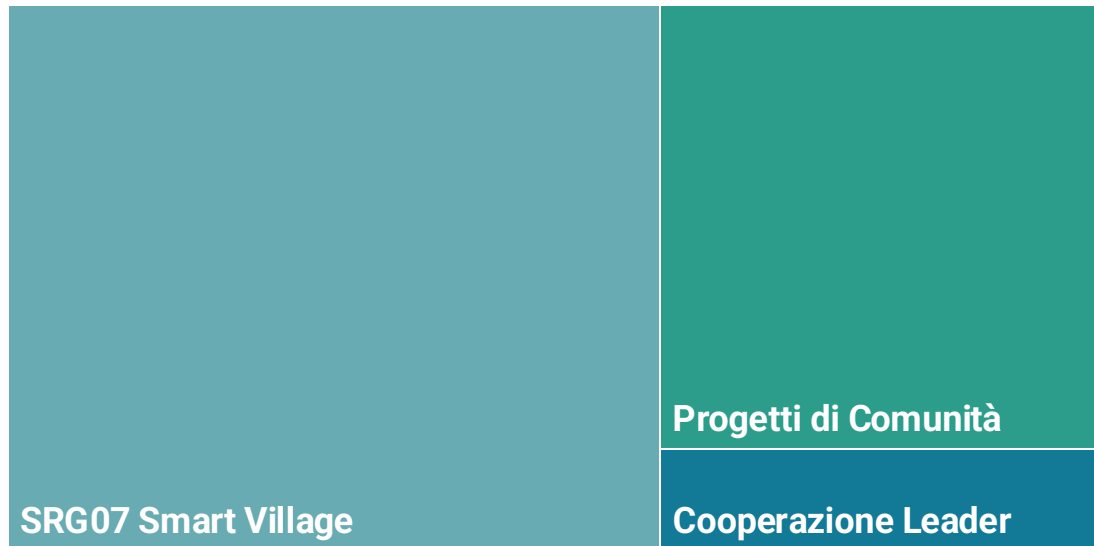 SRG07 Smart Village
Progetti di Comunità
Cooperazione Leader